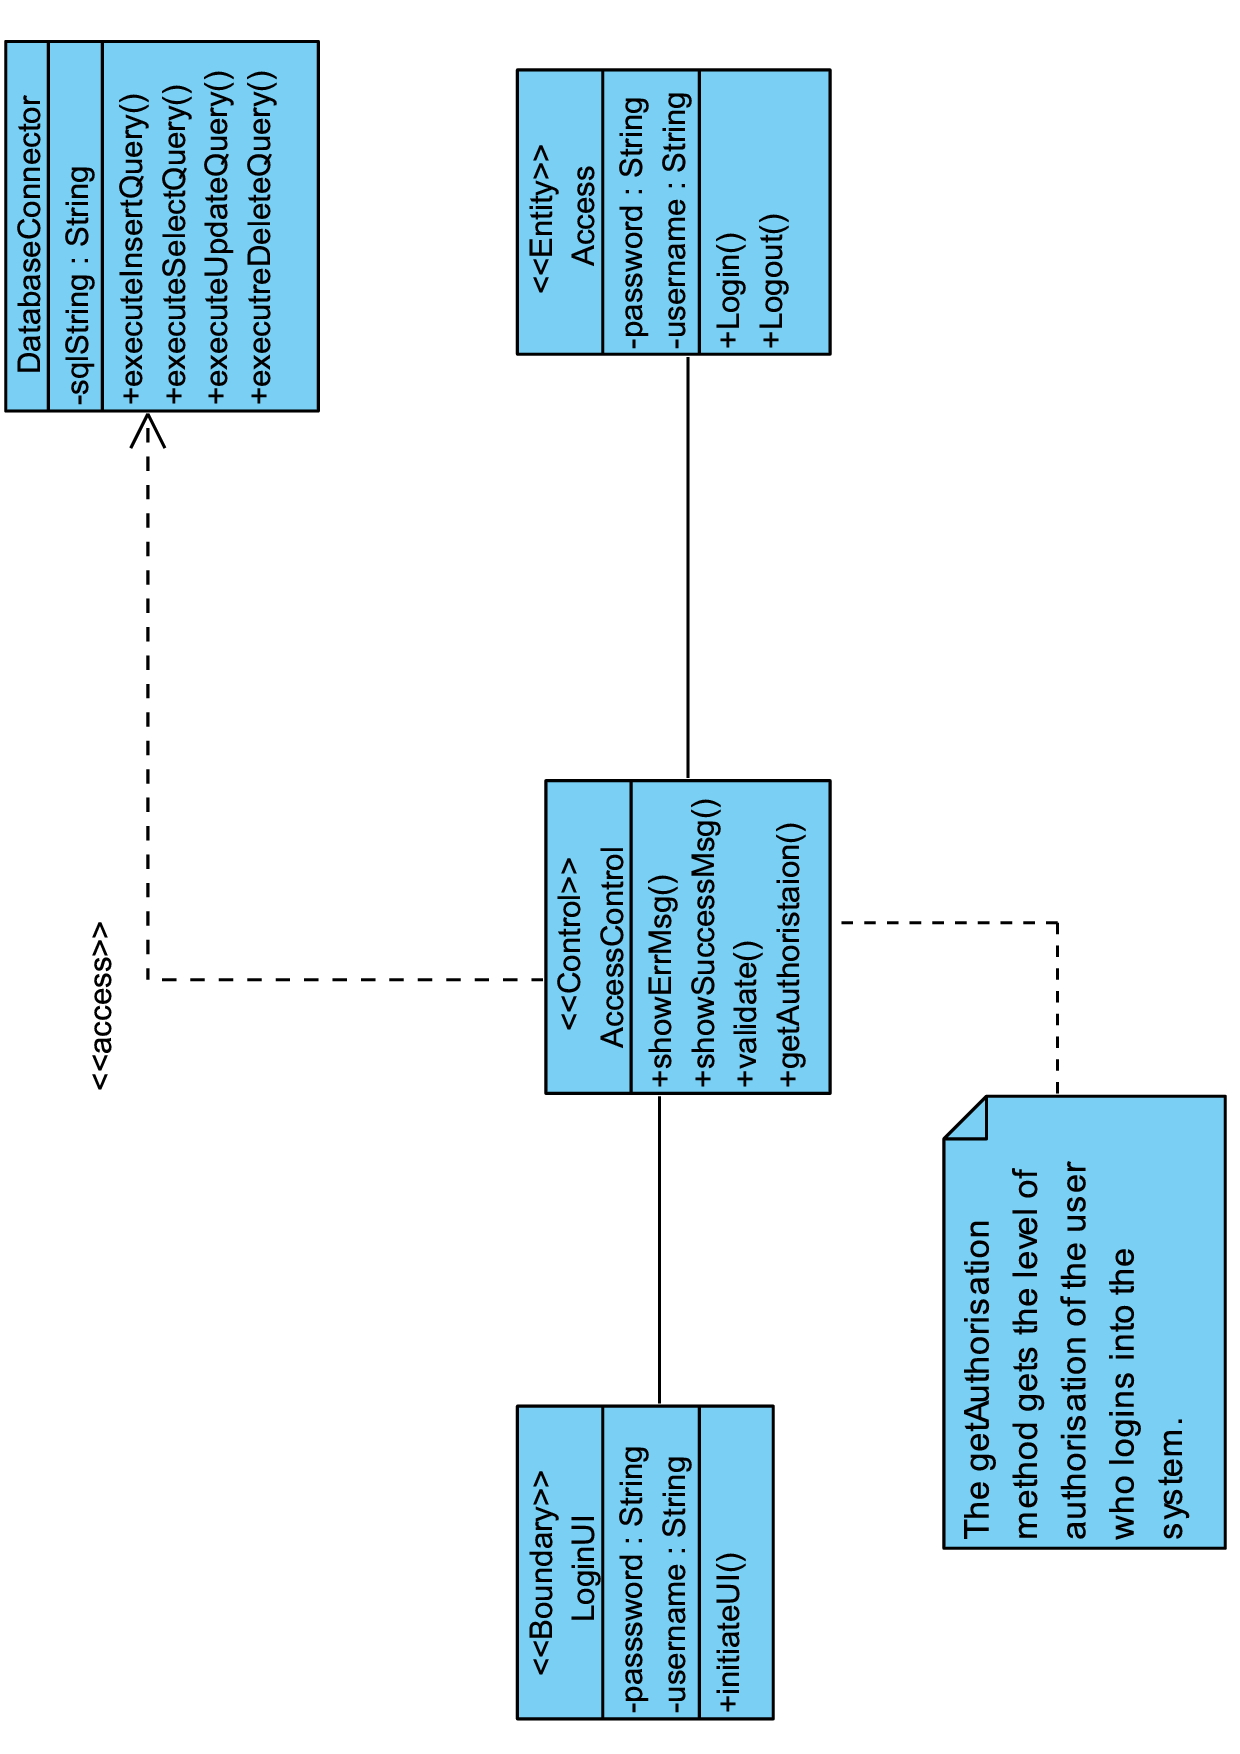 DatabaseConnector
-sqlString : String
+executeInsertQuery()
+executeSelectQuery()
+executeUpdateQuery()
+executreDeleteQuery()
<<access>>
<<Boundary>>
LoginUI
-passsword : String
-username : String
+initiateUI()
<<Control>>
AccessControl
+showErrMsg()
+showSuccessMsg()
+validate()
+getAuthoristaion()
<<Entity>>
Access
-password : String
-username : String
+Login()
+Logout()
The getAuthorisation
method gets the level of
authorisation of the user
who logins into the
system.